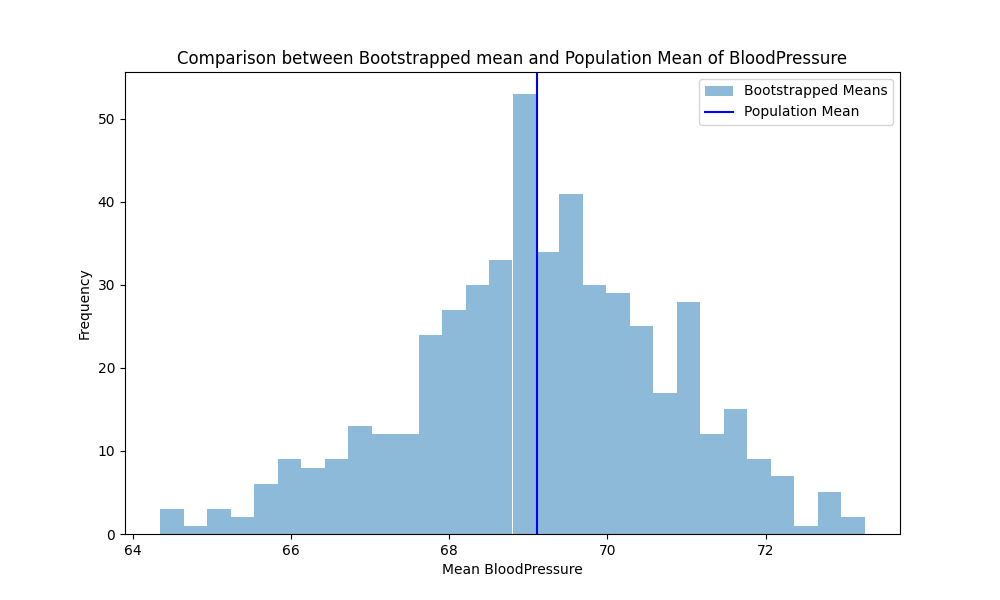 Comparison between Bootstrapped mean and Population Mean of BloodPressure
Bootstrapped Means
Population Mean
Frequency
50
40
30
20
10
0
64 66 68 70 72
Mean BloodPressure